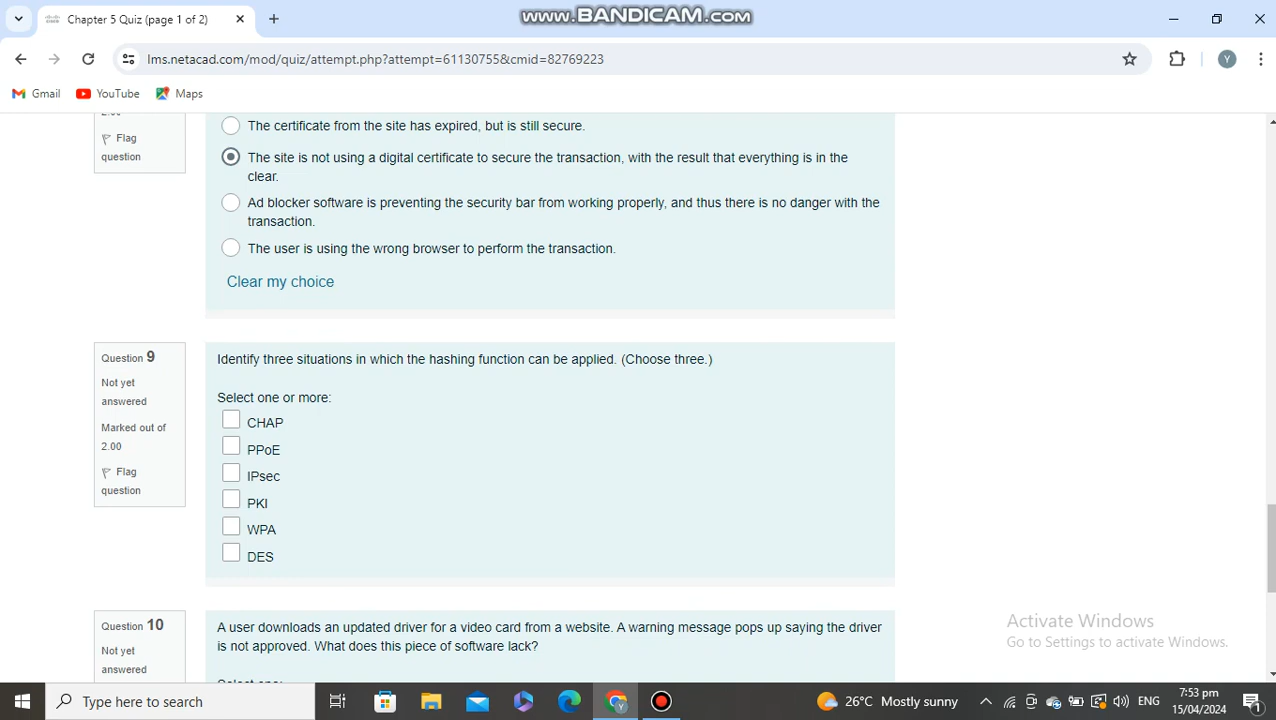 Chapter 5 Quiz (page 1 of 2)
www.BANDICAM.com
lms.netacad.com/mod/quiz/attempt.php?attempt=61130755&cmid=82769223
Y
Gmail
YouTube
Maps
2.00
Flag
question
The certificate from the site has expired, but is still secure.
The site is not using a digital certificate to secure the transaction, with the result that everything is in the
clear.
Ad blocker software is preventing the security bar from working properly, and thus there is no danger with the
transaction.
The user is using the wrong browser to perform the transaction.
Clear my choice
Question 9
Not yet
answered
Marked out of
2.00
Flag
question
Identify three situations in which the hashing function can be applied. (Choose three.)
Select one or more:
CHAP
PPoE
IPsec
PKI
WPA
DES
Question 10
Not yet
answered
A user downloads an updated driver for a video card from a website. A warning message pops up saying the driver
is not approved. What does this piece of software lack?
Select one:
Activate Windows
Go to Settings to activate Windows.
Type here to search
26°C Mostly sunny
ENG
7:53 pm
15/04/2024
1